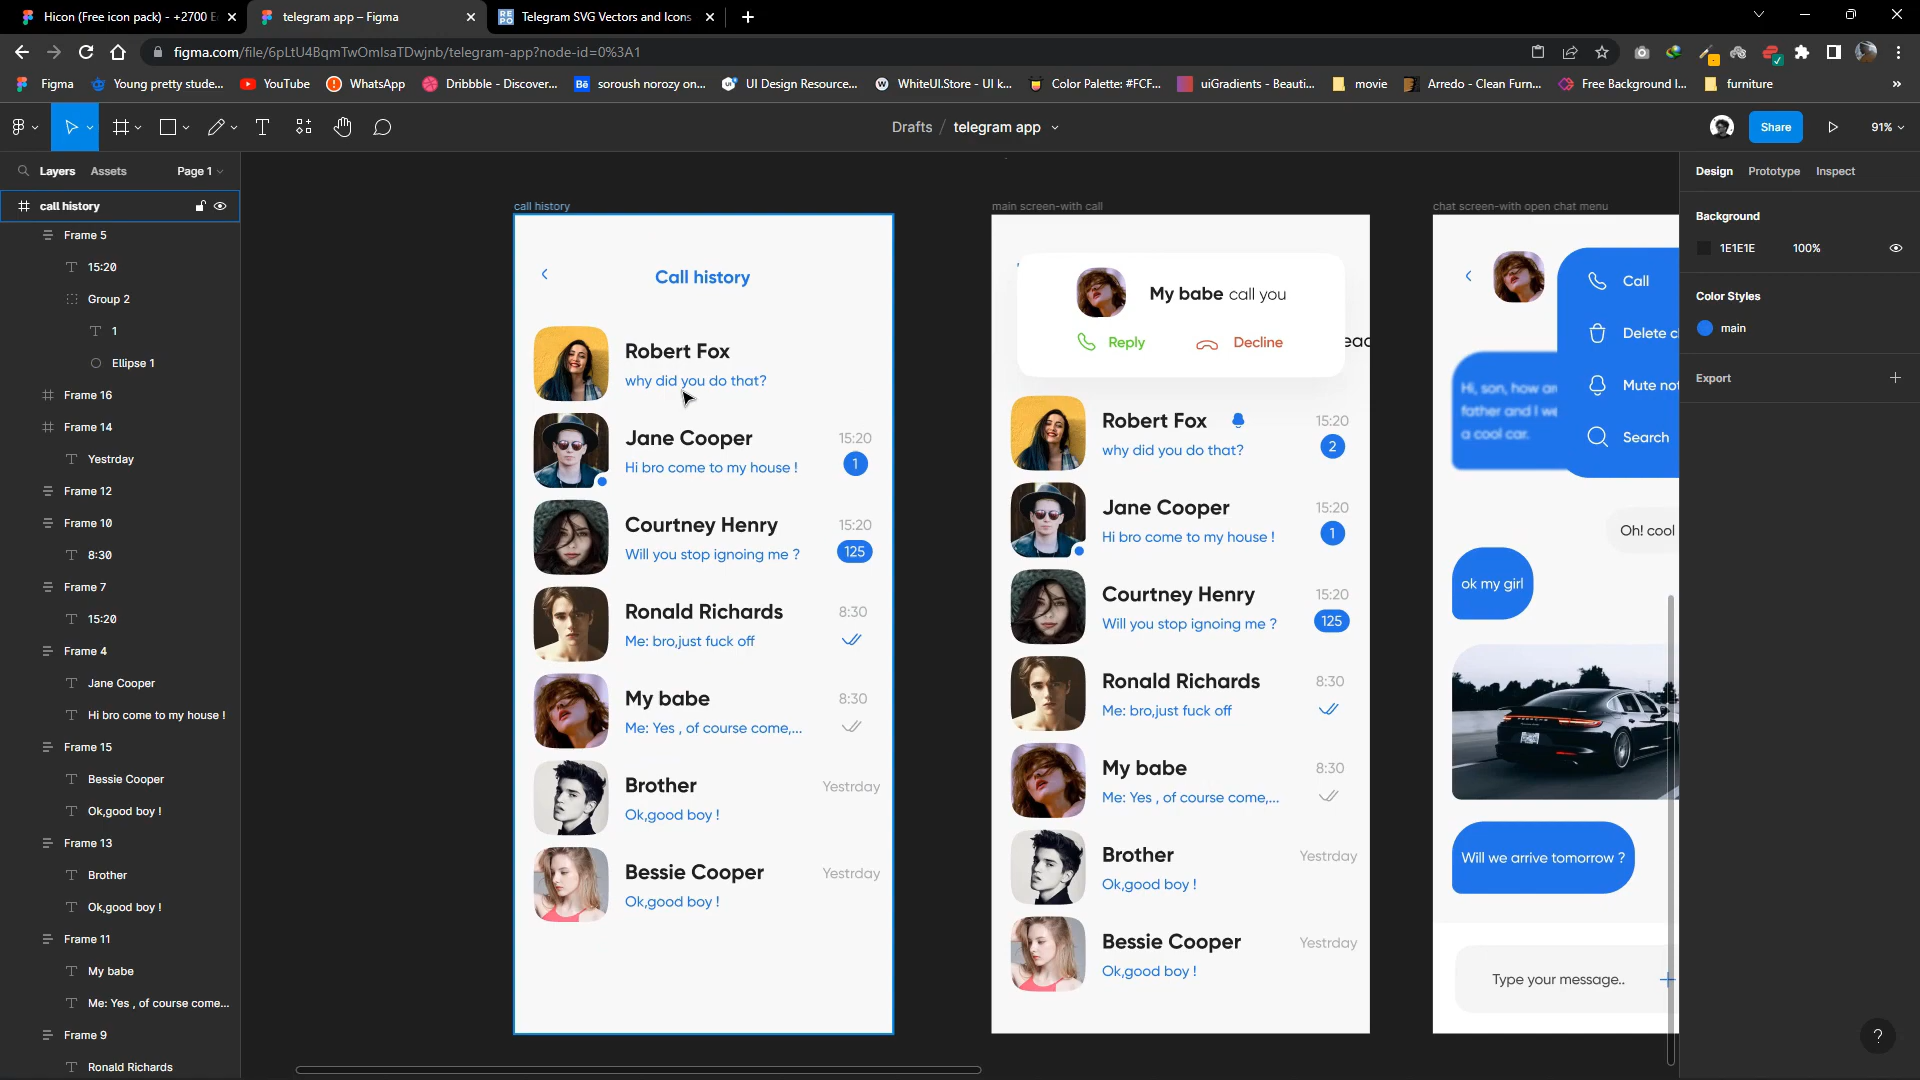 Hicon (Free icon pack) - +2700 E
telegram app – Figma
Telegram SVG Vectors and Icons
figma.com/file/6pLtU4BqmTwOmIsaTDwjnb/telegram-app?node-id=0%3A1
Figma
Young pretty stude...
YouTube
WhatsApp
Dribbble - Discover...
soroush norozy on...
UI Design Resource...
WhiteUI.Store - UI k...
Color Palette: #FCF...
uiGradients - Beauti...
movie
Arredo - Clean Furn...
Free Background I...
furniture
Drafts / telegram app
Share
91%
Layers
Assets
Page 1
call history
Frame 5
15:20
Group 2
1
Ellipse 1
Frame 16
Frame 14
Yestrday
Frame 12
Frame 10
8:30
Frame 7
15:20
Frame 4
Jane Cooper
Hi bro come to my house !
Frame 15
Bessie Cooper
Ok,good boy !
Frame 13
Brother
Ok,good boy !
Frame 11
My babe
Me: Yes , of course come...
Frame 9
Ronald Richards
call history
Call history
Robert Fox
why did you do that?
Jane Cooper
15:20
Hi bro come to my house !
1
Courtney Henry
15:20
Will you stop ignoing me ?
125
Ronald Richards
8:30
Me: bro,just fuck off
My babe
8:30
Me: Yes , of course come,...
Brother
Yestrday
Ok,good boy !
Bessie Cooper
Yestrday
Ok,good boy !
main screen-with call
My babe call you
Reply
Decline
Robert Fox
15:20
why did you do that?
2
Jane Cooper
15:20
Hi bro come to my house !
1
Courtney Henry
15:20
Will you stop ignoing me ?
125
Ronald Richards
8:30
Me: bro,just fuck off
My babe
8:30
Me: Yes , of course come,...
Brother
Yestrday
Ok,good boy !
Bessie Cooper
Yestrday
Ok,good boy !
chat screen-with open chat menu
Call
Delete c
Mute not
Search
Hi, son, how ar
father and I we
a cool car.
Oh! cool
ok my girl
Will we arrive tomorrow ?
Type your message..
Design
Prototype
Inspect
Background
1E1E1E
100%
Color Styles
main
Export
?